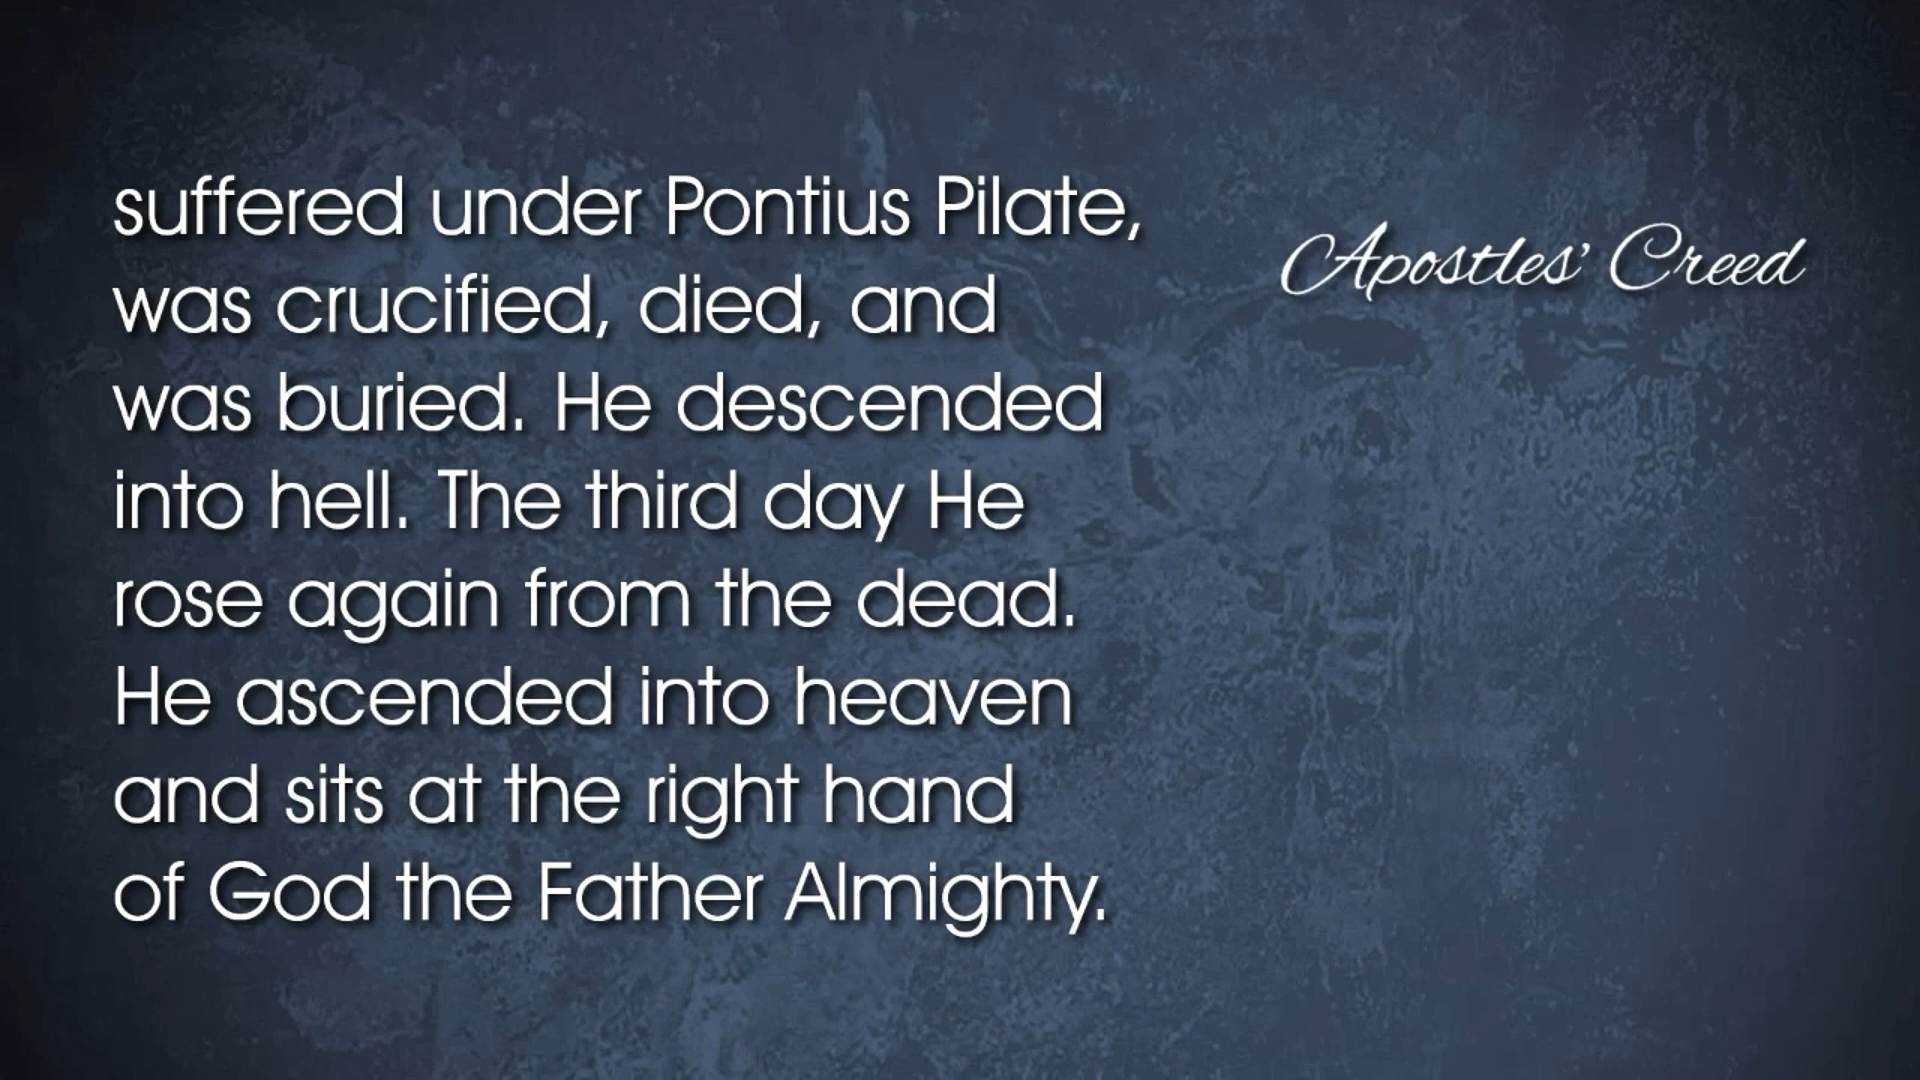 suffered under Pontius Pilate,
was crucified, died, and
was buried. He descended
into hell. The third day He
rose again from the dead.
He ascended into heaven
and sits at the right hand
of God the Father Almighty.
Apostles’ Creed